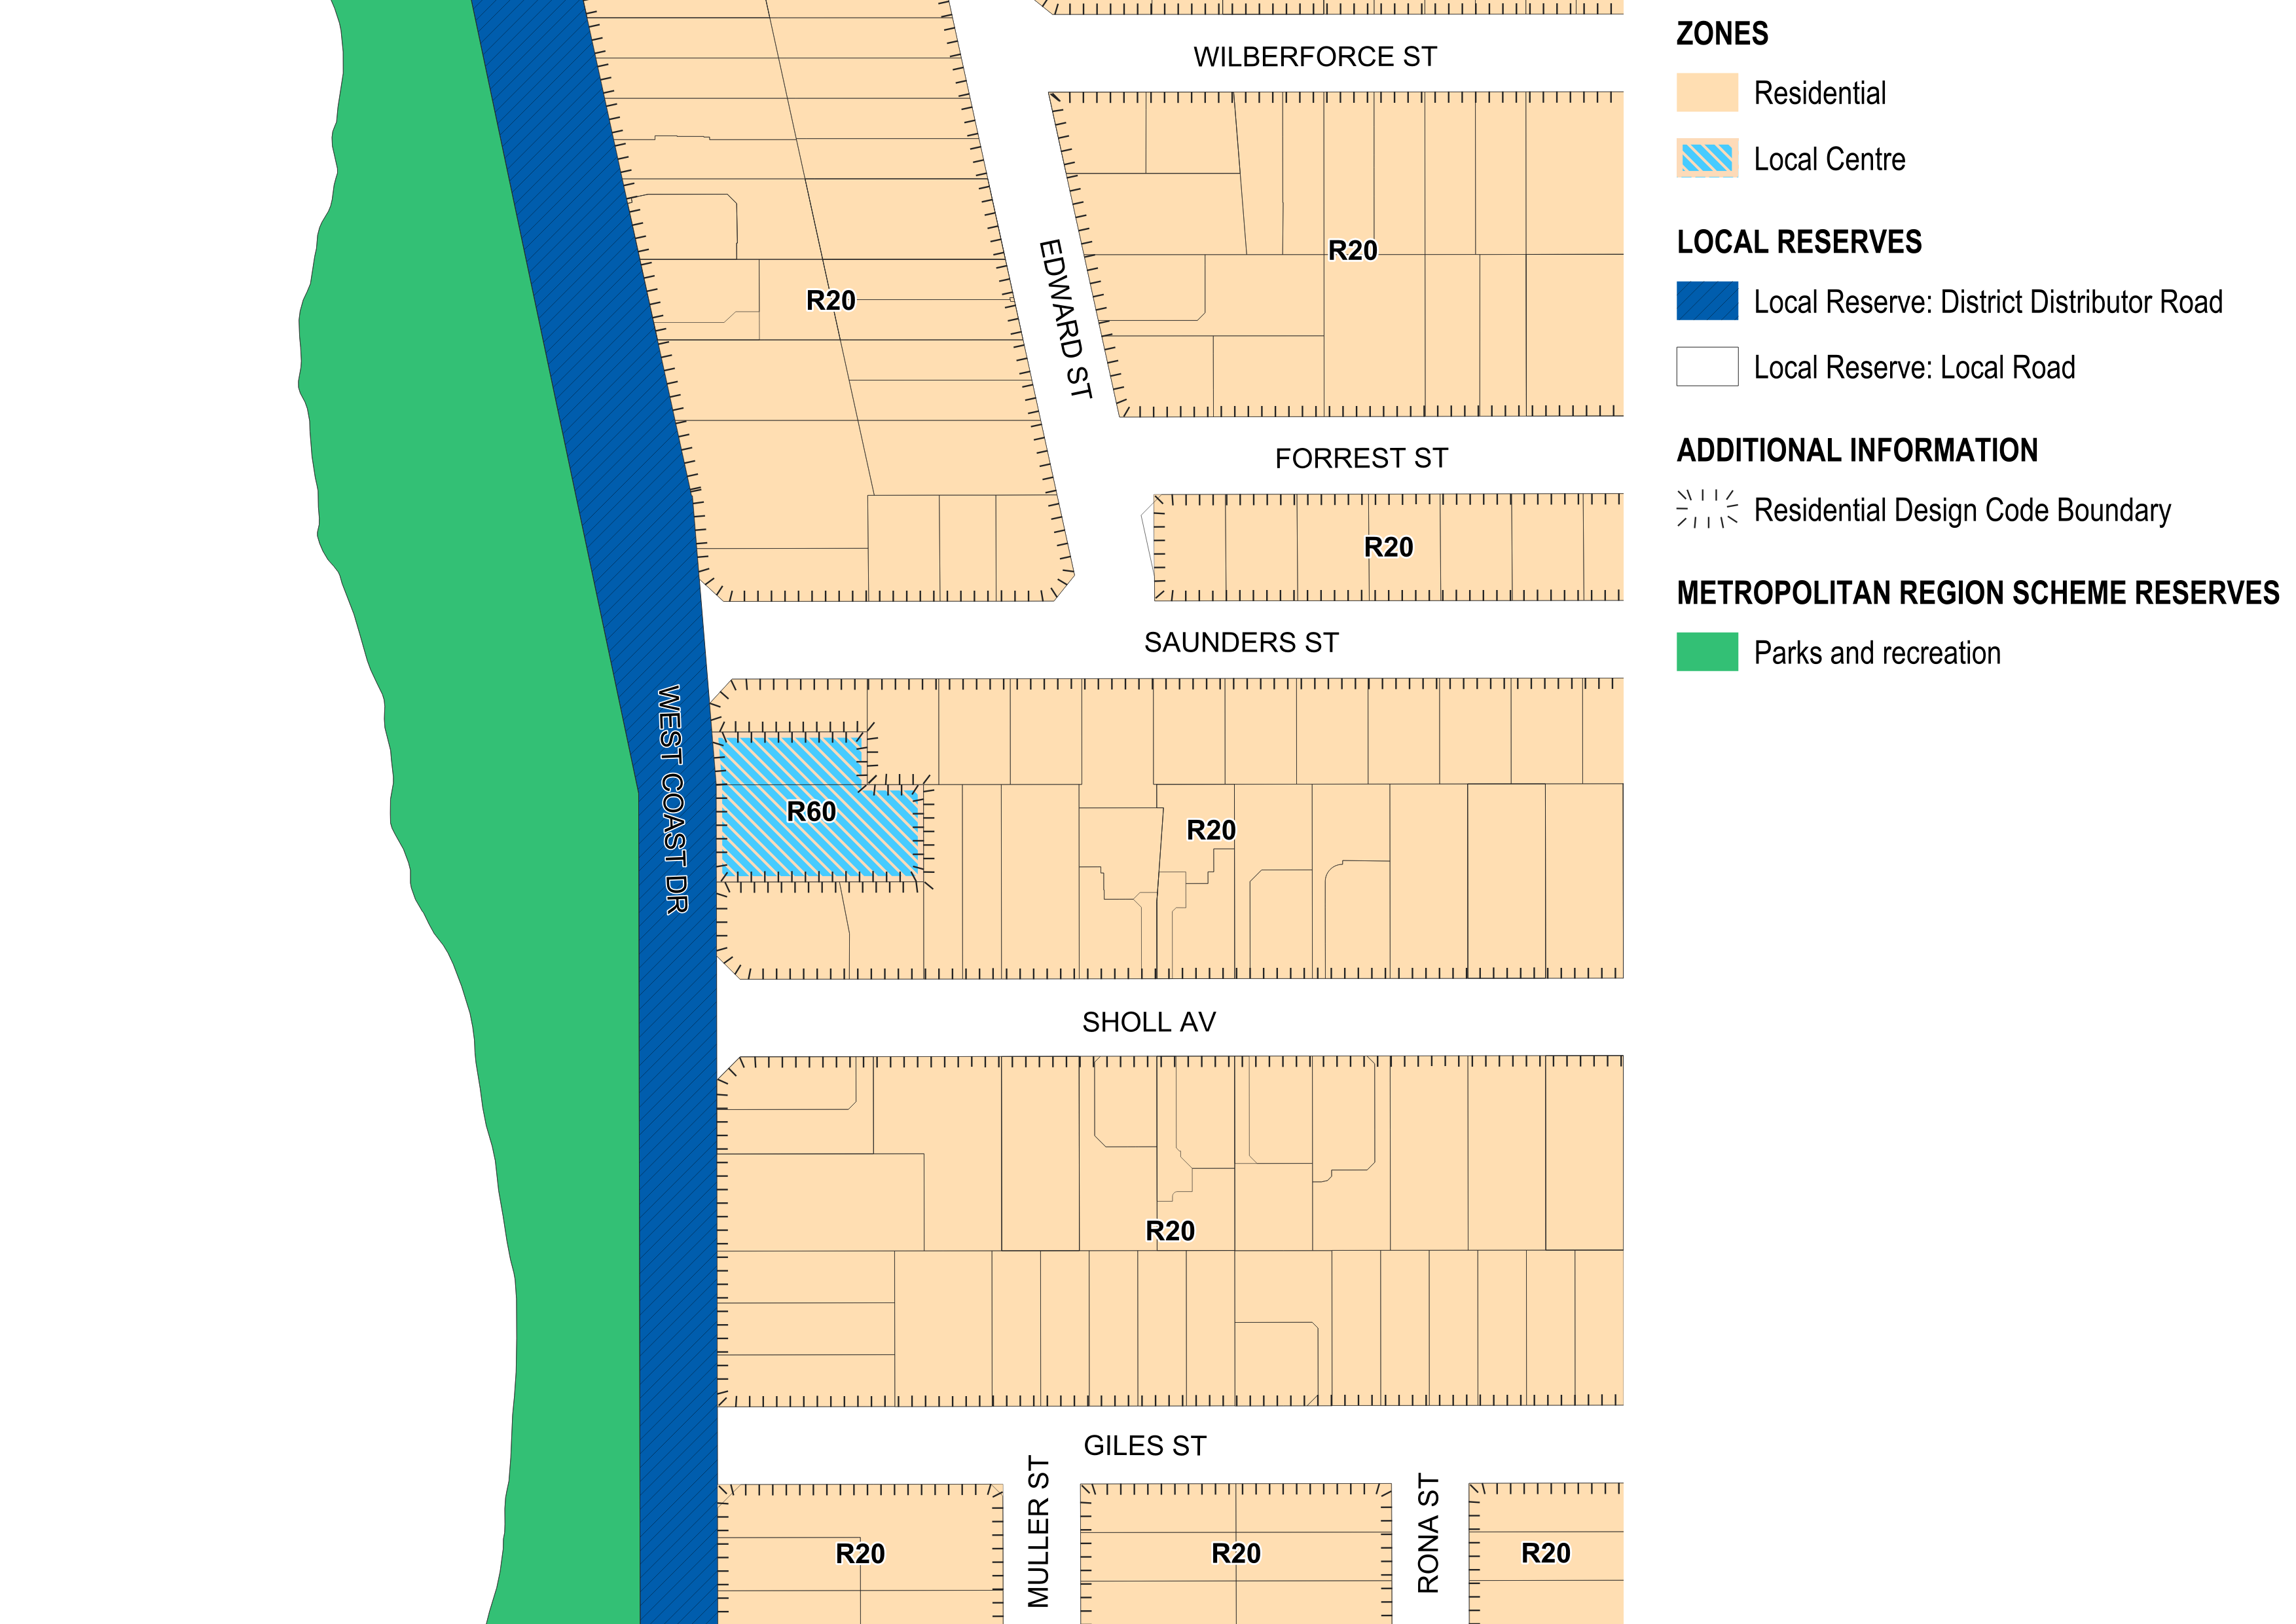 WILBERFORCE ST
R20
EDWARD ST
R20
FORREST ST
R20
SAUNDERS ST
WEST COAST DR
R60
R20
SHOLL AV
R20
GILES ST
MULLER ST
RONA ST
R20
R20
R20
ZONES
Residential
Local Centre
LOCAL RESERVES
Local Reserve: District Distributor Road
Local Reserve: Local Road
ADDITIONAL INFORMATION
Residential Design Code Boundary
METROPOLITAN REGION SCHEME RESERVES
Parks and recreation